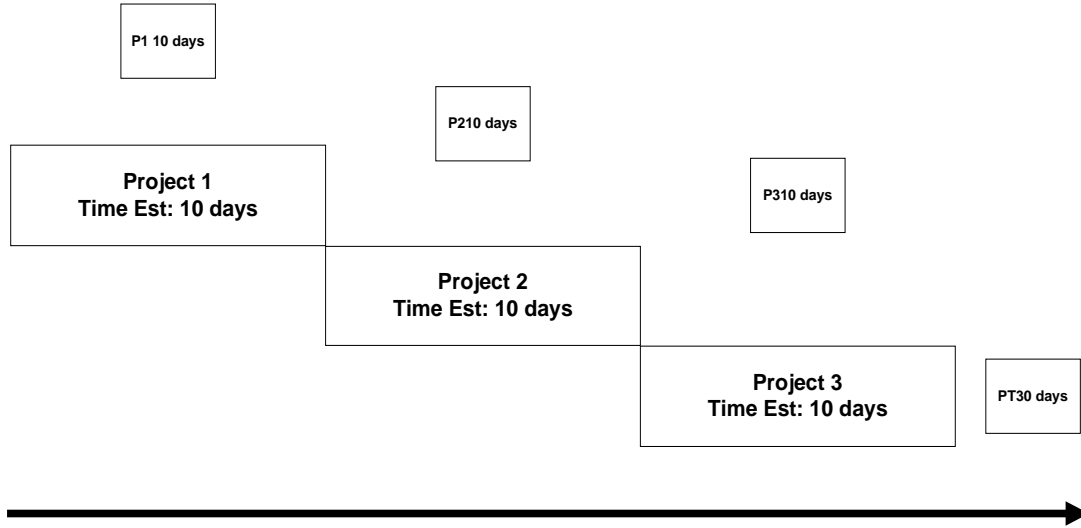 P1 10 days
P210 days
Project 1
Time Est: 10 days
P310 days
Project 2
Time Est: 10 days
Project 3
Time Est: 10 days
PT30 days